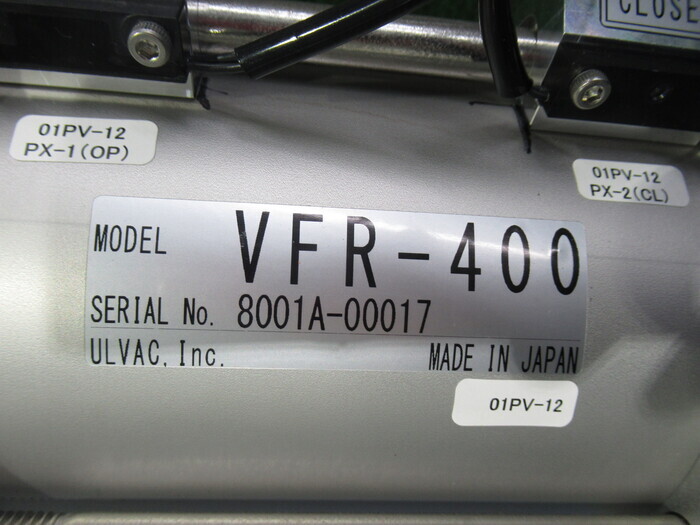 CLOSE
01PV-12
PX-1(OP)
01PV-12
PX-2(CL)
MODEL VFR-400
SERIAL No. 8001A-00017
ULVAC, Inc. MADE IN JAPAN
01PV-12